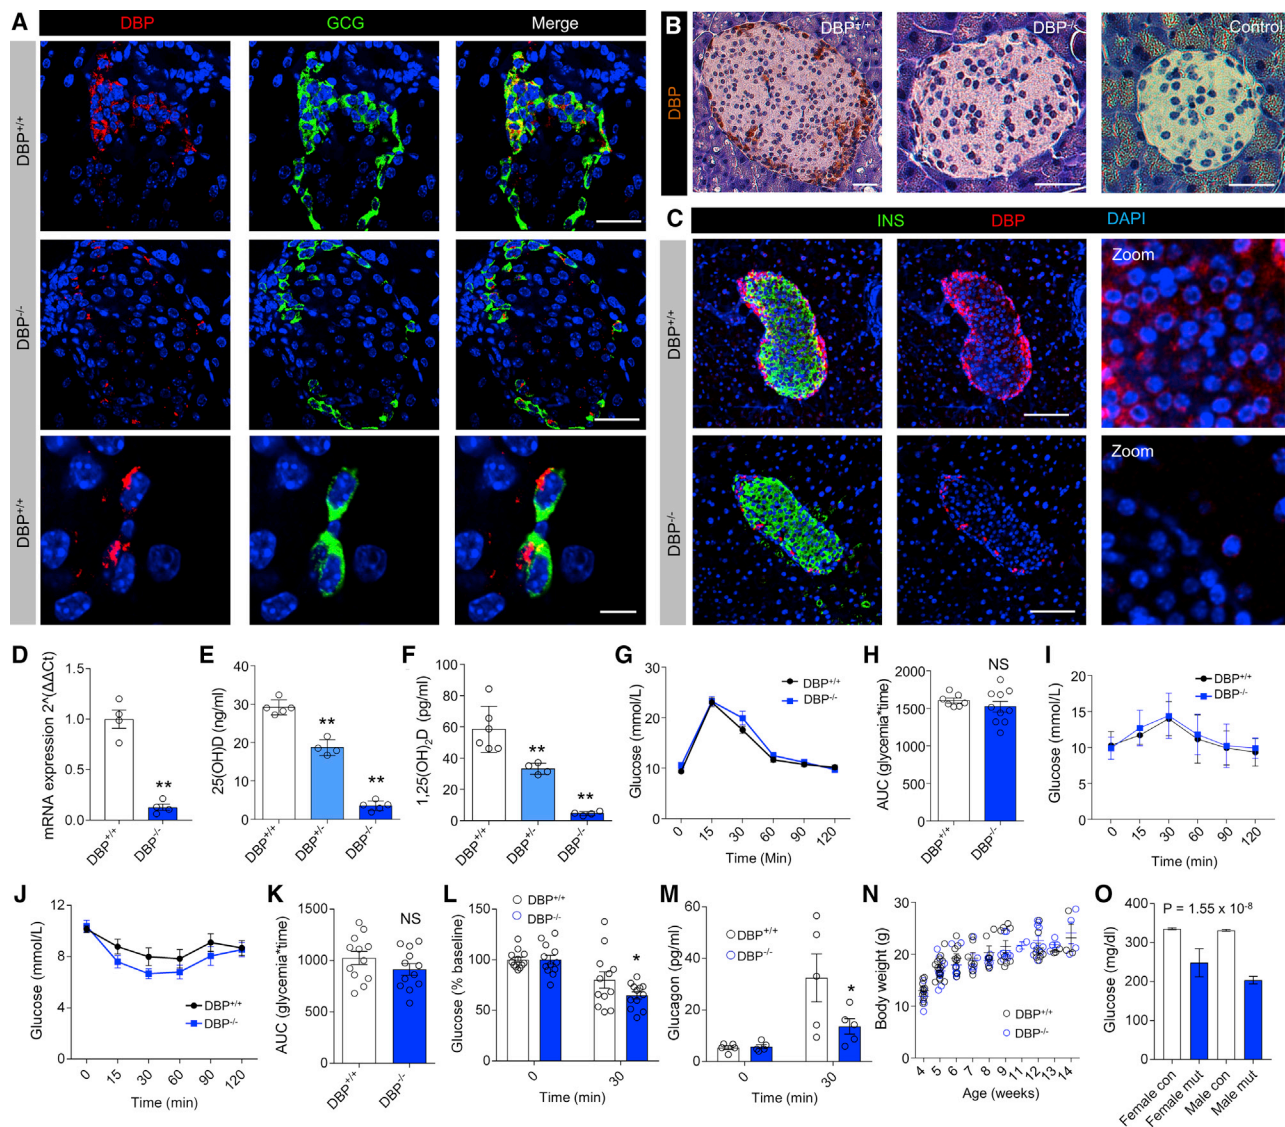 A DBP GCG Merge
DBP+/+
DBP-/-
DBP+/+
B DBP
DBP+/+ DBP-/- Control
C INS DBP DAPI
DBP+/+
Zoom
DBP-/-
Zoom
D
mRNA expression 2^(ΔΔCt)
1.5
1.0
0.5
0.0
**
DBP+/+ DBP-/-
E
25(OH)D (ng/ml)
40
30
20
10
0
** **
DBP+/+ DBP+/- DBP-/-
F
1,25(OH)2D (pg/ml)
100
80
60
40
20
0
** **
DBP+/+ DBP+/- DBP-/-
G
Glucose (mmol/L)
30
20
10
0
DBP+/+
DBP-/-
0 15 30 60 90 120
Time (Min)
H
AUC (glycemia*time)
2000
1500
1000
500
0
NS
DBP+/+ DBP-/-
I
Glucose (mmol/L)
20
15
10
5
0
DBP+/+
DBP-/-
0 15 30 60 90 120
Time (min)
J
Glucose (mmol/L)
12
8
4
0
DBP+/+
DBP-/-
0 15 30 60 90 120
Time (min)
K
AUC (glycemia*time)
1500
1000
500
0
NS
DBP+/+ DBP-/-
L
Glucose (% baseline)
150
100
50
0
DBP+/+
DBP-/-
*
0 30
Time (min)
M
Glucagon (pg/ml)
60
40
20
0
DBP+/+
DBP-/-
*
0 30
Time (min)
N
Body weight (g)
30
20
10
0
DBP+/+
DBP-/-
4 5 6 7 8 9 11 12 13 14
Age (weeks)
O
Glucose (mg/dl)
400
300
200
100
0
P = 1.55 x 10-8
Female con Female mut Male con Male mut